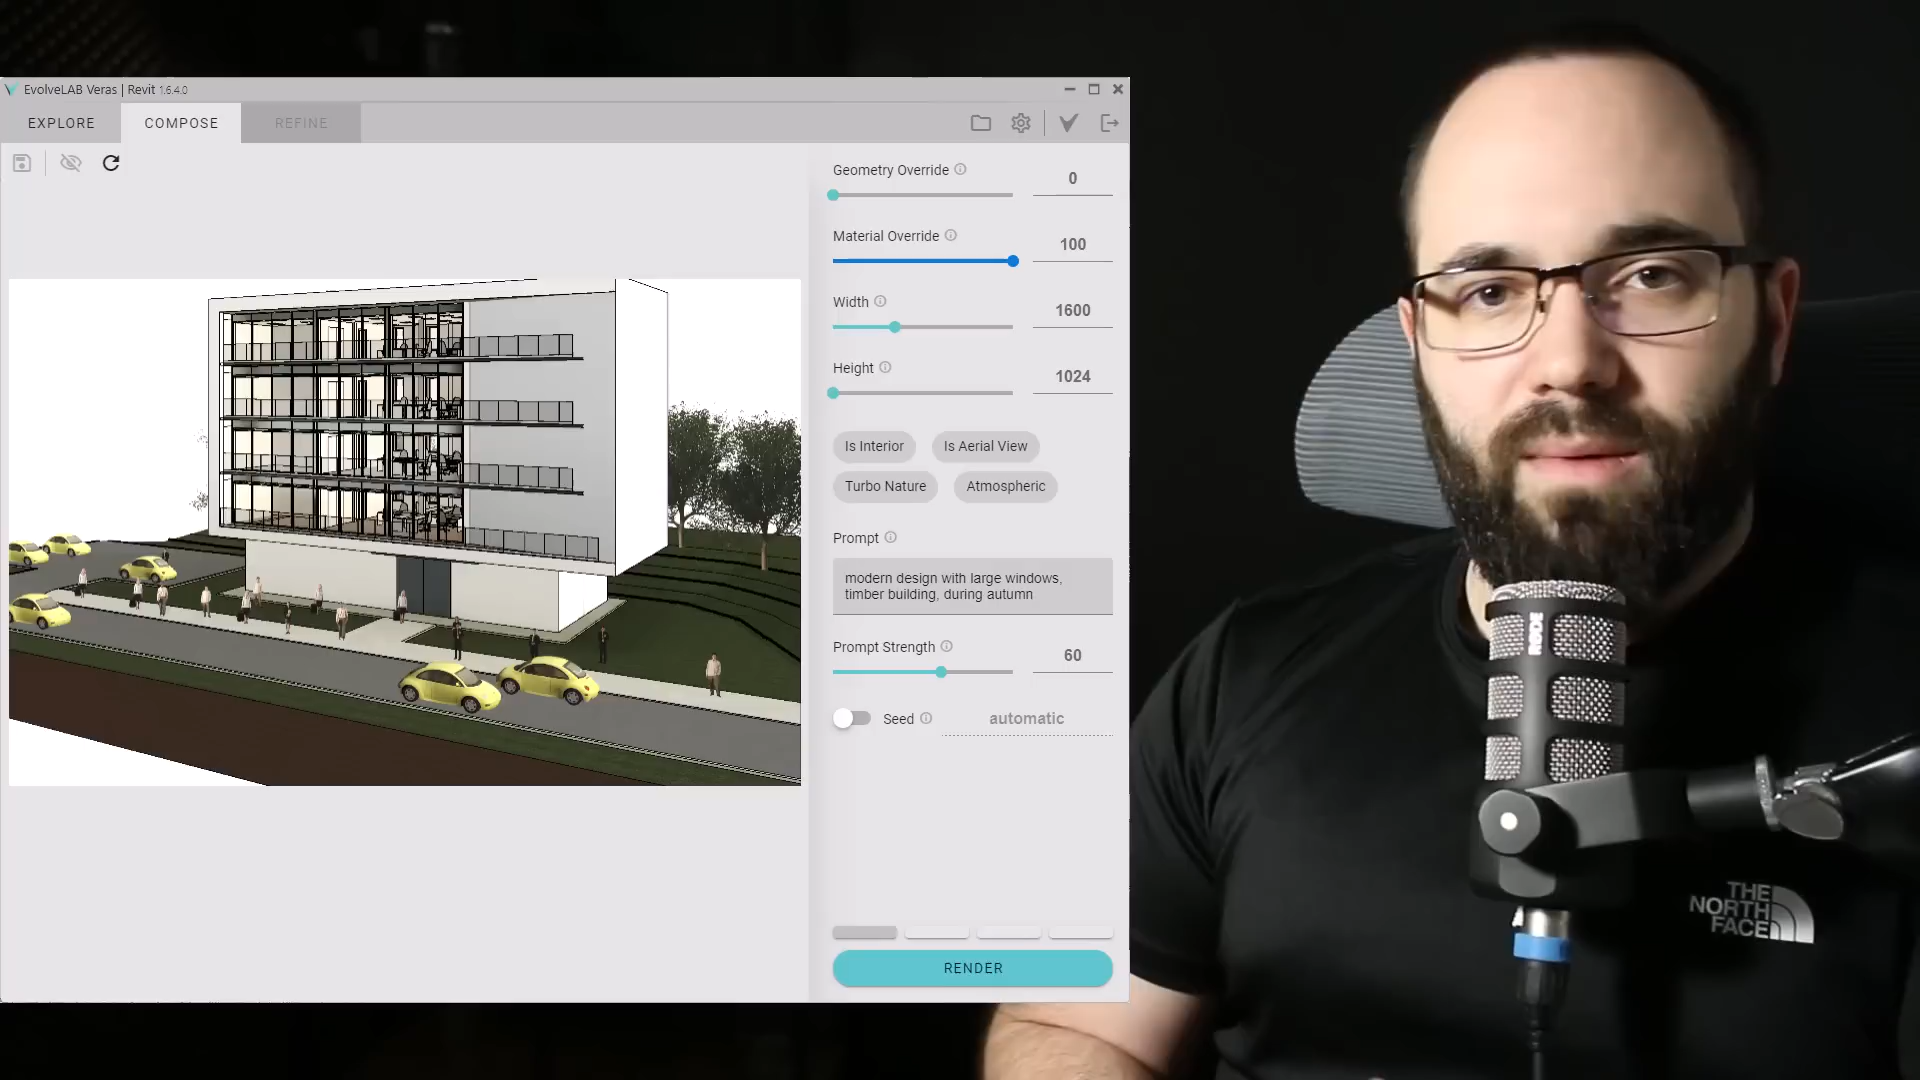 EvolveLAB Veras | Revit 1.6.4.0
EXPLORE
COMPOSE
REFINE
Geometry Override
0
Material Override
100
Width
1600
Height
1024
Is Interior
Is Aerial View
Turbo Nature
Atmospheric
Prompt
modern design with large windows,
timber building, during autumn
Prompt Strength
60
Seed
automatic
RENDER
RØDE
THE
NORTH
FACE